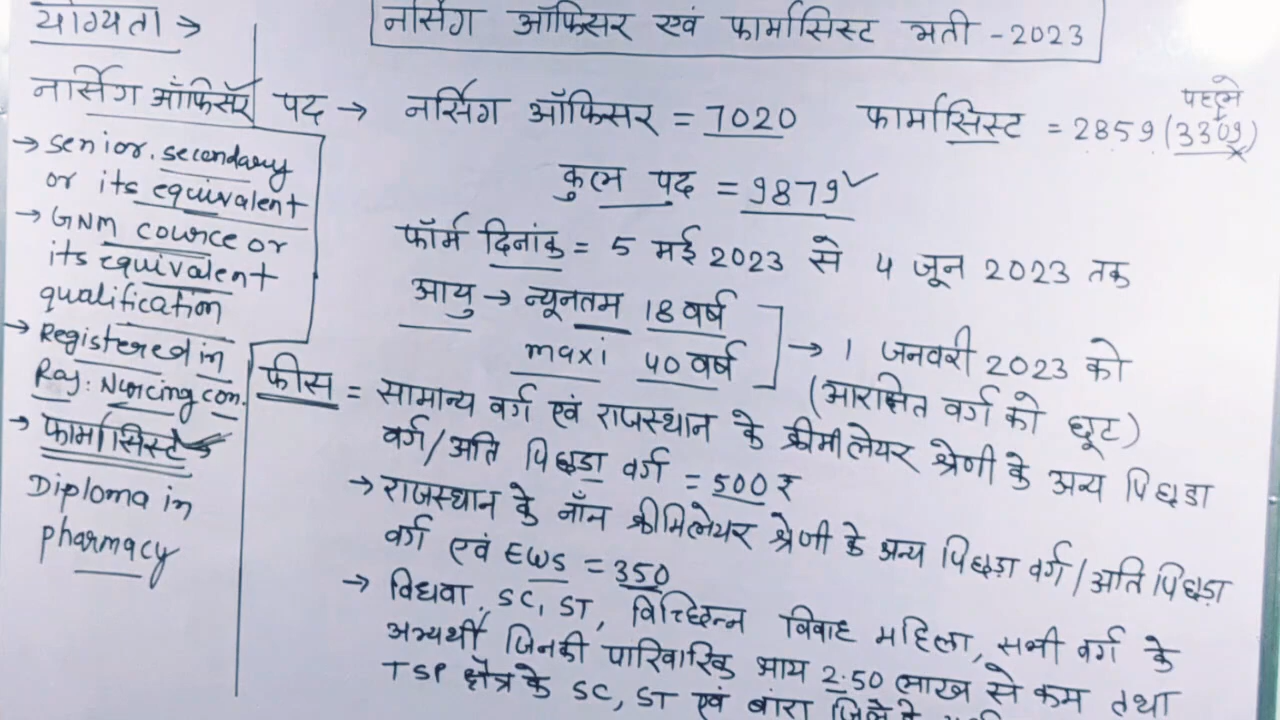 नर्सिंग ऑफिसर एवं फार्मासिस्ट भर्ती - 2023
योग्यता →
नार्सिग ऑफिसर
→ senior. secendary
or its equivalent
→ GNM cource or
its equivalent
qualification
→ Registered in
Raj: Nurcing con.
→ फार्मासिस्ट
Diploma in
pharmacy
पद → नर्सिंग ऑफिसर = 7020 फार्मासिस्ट = 2859 (3309)
पहले
कुल पद = 9879 ✓
फॉर्म दिनांक = 5 मई 2023 से 4 जून 2023 तक
आयु → न्यूनतम 18 वर्ष
maxi 40 वर्ष → 1 जनवरी 2023 को
(आरक्षित वर्ग को छूट)
फीस = सामान्य वर्ग एवं राजस्थान के क्रीमीलेयर श्रेणी के अन्य पिछडा
वर्ग/अति पिछडा वर्ग = 500 ₹
→ राजस्थान के नॉन क्रीमिलेयर श्रेणी के अन्य पिछड़ा वर्ग/अति पिछड़ा
वर्ग एवं EWS = 350
→ विधवा, SC, ST, विच्छिन्न विवाह महिला, सभी वर्ग के
अभ्यर्थी जिनकी पारिवारिक आय 2.50 लाख से कम तथा
TSP क्षेत्र के SC, ST एवं बांरा जिले के